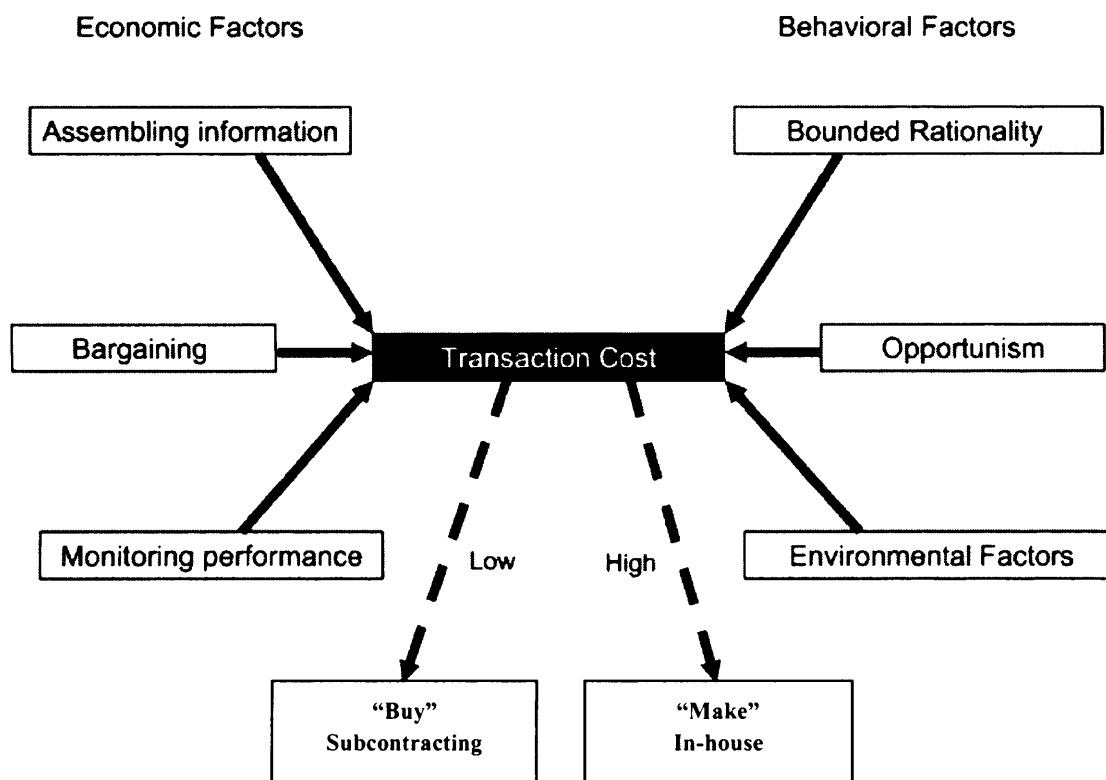 Economic Factors
Behavioral Factors
Assembling information
Bounded Rationality
Bargaining
Transaction Cost
Opportunism
Monitoring performance
Low
High
Environmental Factors
“Buy”
Subcontracting
“Make”
In-house